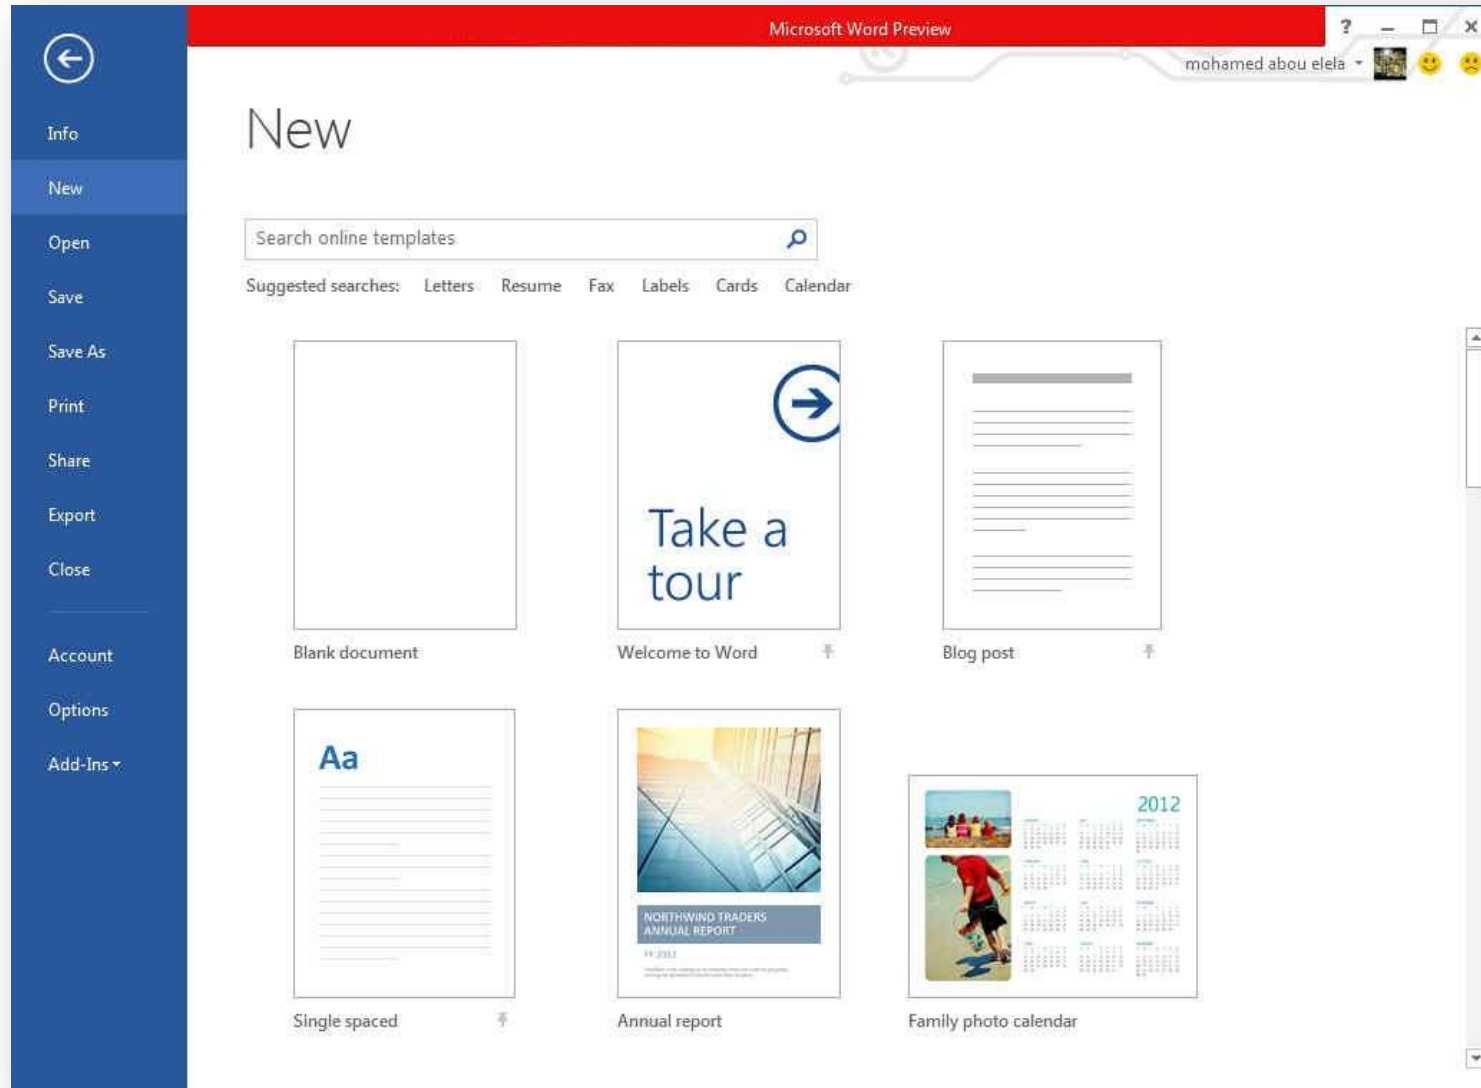 Microsoft Word Preview
?
mohamed abou elela
Info
New
Open
Save
Save As
Print
Share
Export
Close
Account
Options
Add-Ins
New
Search online templates
Suggested searches: Letters Resume Fax Labels Cards Calendar
Take a
tour
Blank document
Welcome to Word
Blog post
Aa
NORTHWIND TRADERS
ANNUAL REPORT
FY 2012
2012
Single spaced
Annual report
Family photo calendar